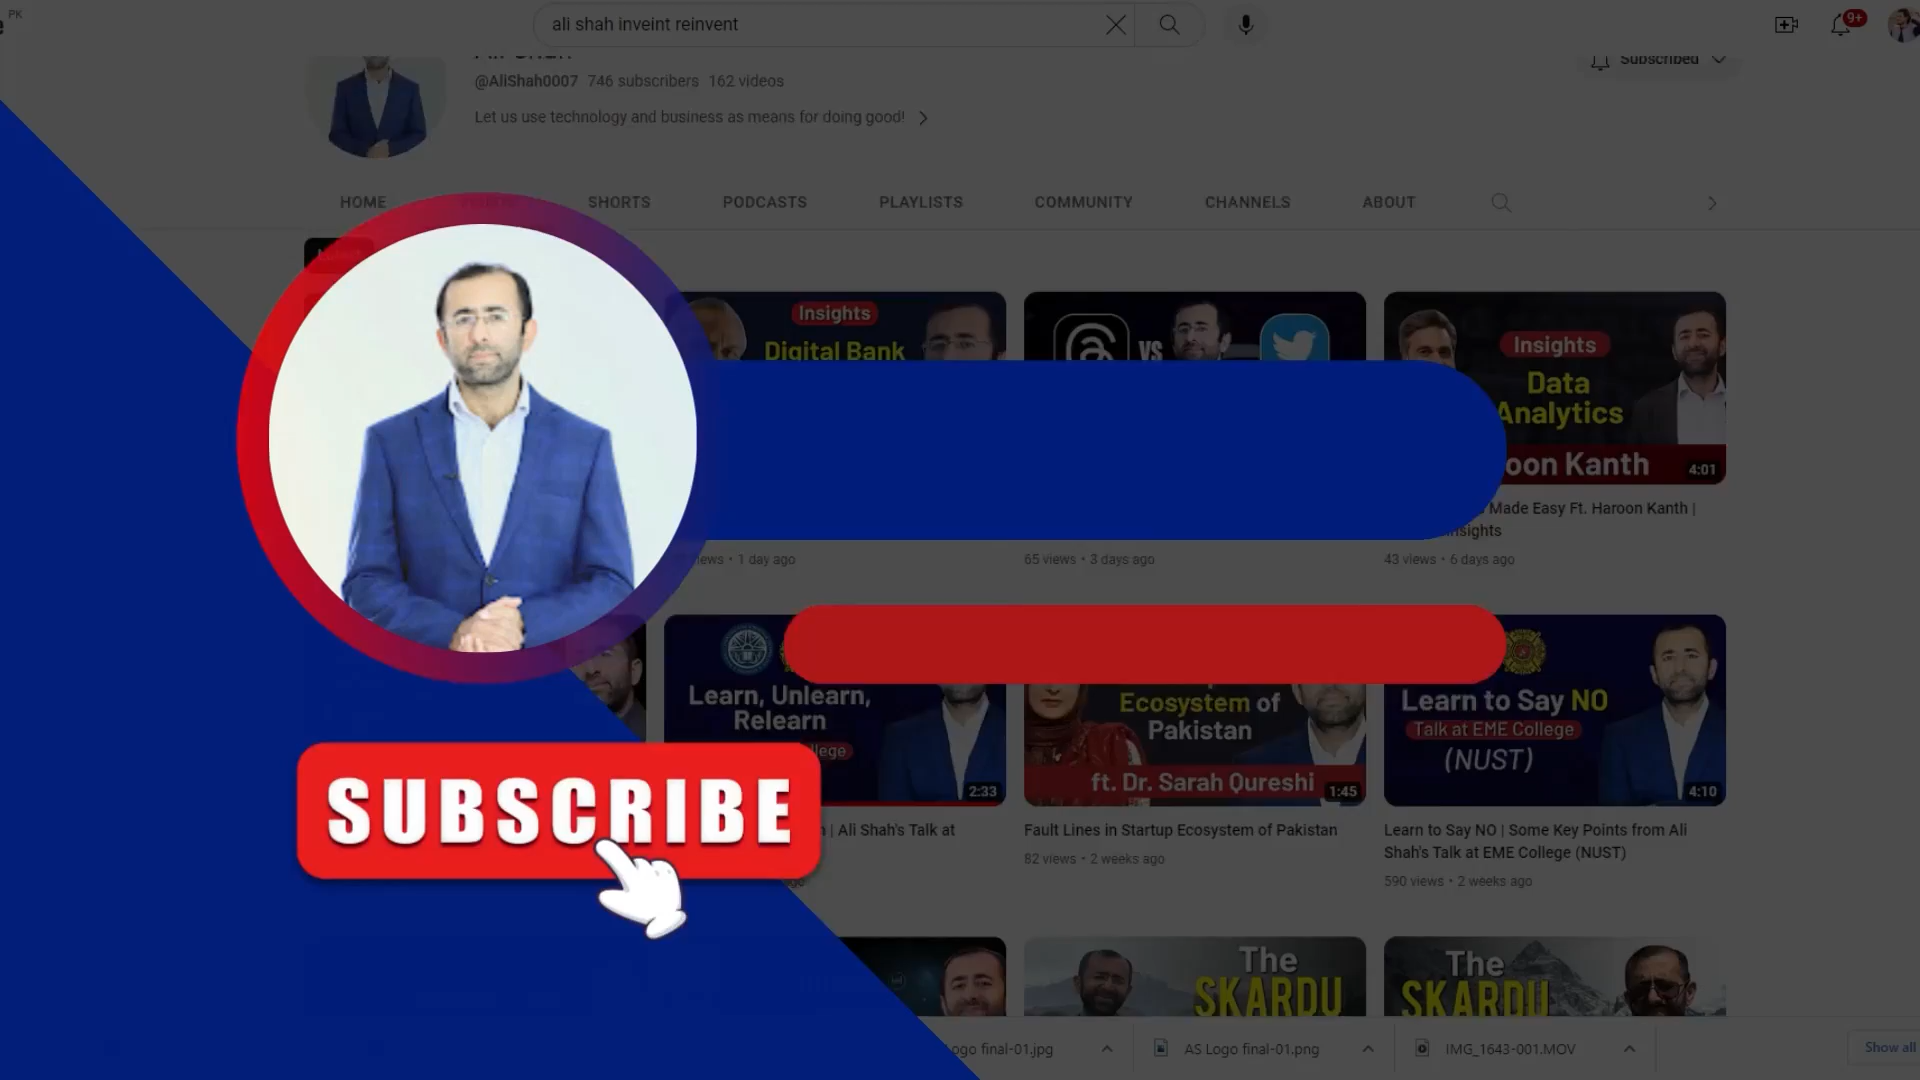 PK
ali shah inveint reinvent
9+
@AliShah0007 746 subscribers 162 videos
Subscribed
Let us use technology and business as means for doing good!
HOME
SHORTS
PODCASTS
PLAYLISTS
COMMUNITY
CHANNELS
ABOUT
Insights
Digital Bank
VS
Insights
Data
Analytics
oon Kanth
4:01
Made Easy Ft. Haroon Kanth |
nsights
1 day ago
65 views • 3 days ago
43 views • 6 days ago
Learn, Unlearn,
Relearn
llege
2:33
Ecosystem of
Pakistan
ft. Dr. Sarah Qureshi
1:45
Learn to Say NO
Talk at EME College
(NUST)
4:10
SUBSCRIBE
| Ali Shah's Talk at
Fault Lines in Startup Ecosystem of Pakistan
82 views • 2 weeks ago
Learn to Say NO | Some Key Points from Ali
Shah's Talk at EME College (NUST)
590 views • 2 weeks ago
The
SKARDU
The
SKARDU
ogo final-01.jpg
AS Logo final-01.png
IMG_1643-001.MOV
Show all